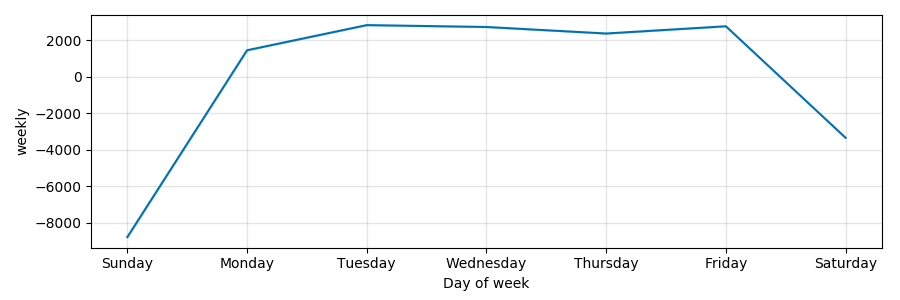 2000
0
−2000
−4000
−6000
−8000
weekly
Sunday Monday Tuesday Wednesday Thursday Friday Saturday
Day of week